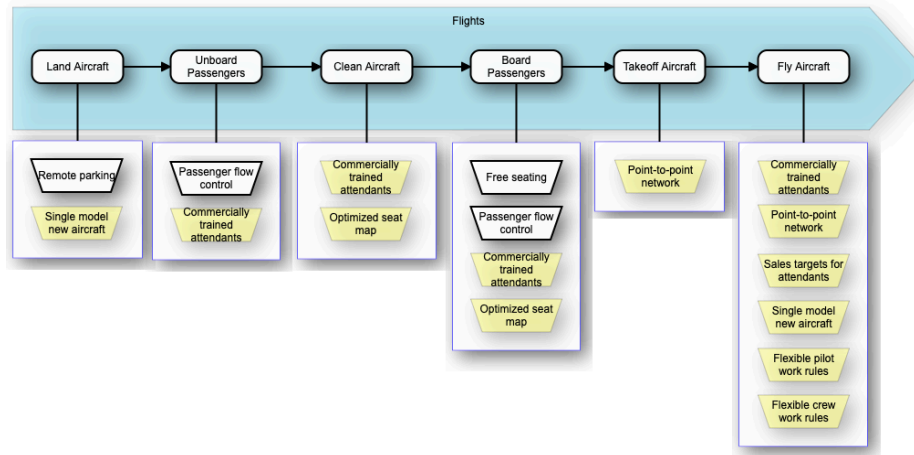 Flights
Land Aircraft
Unboard
Passengers
Clean Aircraft
Board
Passengers
Takeoff Aircraft
Fly Aircraft
Remote parking
Single model
new aircraft
Passenger flow
control
Commercially
trained
attendants
Commercially
trained
attendants
Optimized seat
map
Free seating
Passenger flow
control
Commercially
trained
attendants
Optimized seat
map
Point-to-point
network
Commercially
trained
attendants
Point-to-point
network
Sales targets for
attendants
Single model
new aircraft
Flexible pilot
work rules
Flexible crew
work rules